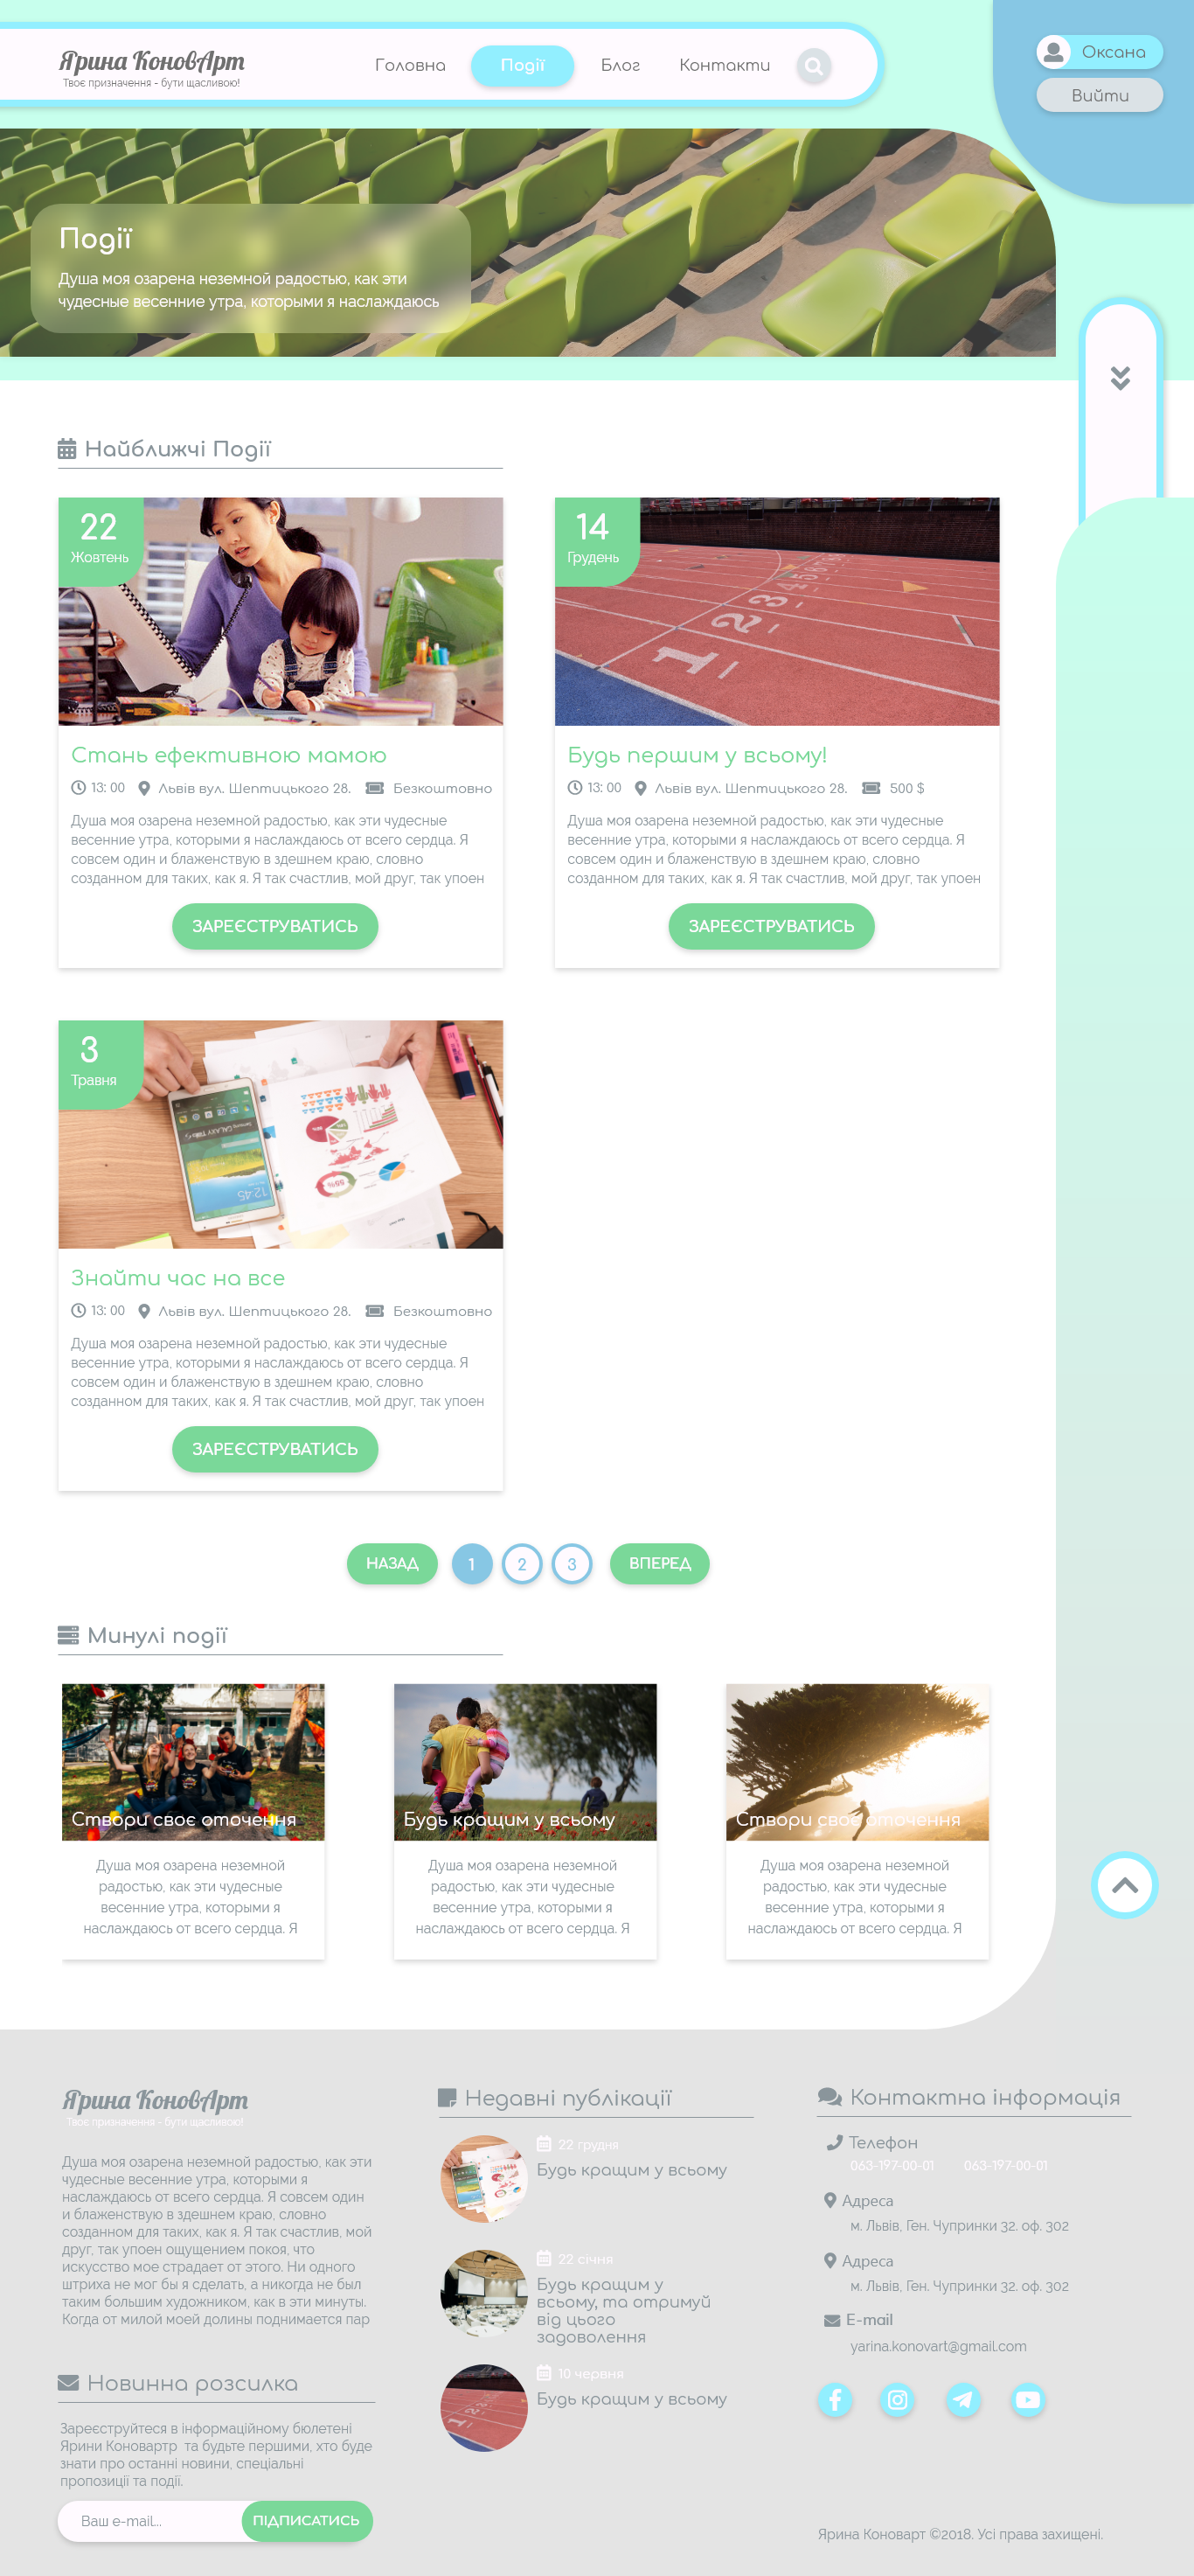 Ярина КоновАрт
Твоє призначення - бути щасливою!
Головна
Події
Блог
Контакти
Оксана
Вийти
Події
Душа моя озарена неземной радостью, как эти
чудесные весенние утра, которыми я наслаждаюсь
Найближчі Події
22
Жовтень
Стань ефективною мамою
13: 00 Львів вул. Шептицького 28. Безкоштовно
Душа моя озарена неземной радостью, как эти чудесные
весенние утра, которыми я наслаждаюсь от всего сердца. Я
совсем один и блаженствую в здешнем краю, словно
созданном для таких, как я. Я так счастлив, мой друг, так упоен
ЗАРЕЄСТРУВАТИСЬ
14
Грудень
1 2 3 4 5
Будь першим у всьому!
13: 00 Львів вул. Шептицького 28. 500 $
Душа моя озарена неземной радостью, как эти чудесные
весенние утра, которыми я наслаждаюсь от всего сердца. Я
совсем один и блаженствую в здешнем краю, словно
созданном для таких, как я. Я так счастлив, мой друг, так упоен
ЗАРЕЄСТРУВАТИСЬ
3
Травня
Samsung GALAXY Tab S
12:45
95%
Знайти час на все
13: 00 Львів вул. Шептицького 28. Безкоштовно
Душа моя озарена неземной радостью, как эти чудесные
весенние утра, которыми я наслаждаюсь от всего сердца. Я
совсем один и блаженствую в здешнем краю, словно
созданном для таких, как я. Я так счастлив, мой друг, так упоен
ЗАРЕЄСТРУВАТИСЬ
НАЗАД 1 2 3 ВПЕРЕД
Минулі події
Створи своє оточення
Душа моя озарена неземной
радостью, как эти чудесные
весенние утра, которыми я
наслаждаюсь от всего сердца. Я
Будь кращим у всьому
Душа моя озарена неземной
радостью, как эти чудесные
весенние утра, которыми я
наслаждаюсь от всего сердца. Я
Створи своє оточення
Душа моя озарена неземной
радостью, как эти чудесные
весенние утра, которыми я
наслаждаюсь от всего сердца. Я
Ярина КоновАрт
Твоє призначення - бути щасливою!
Душа моя озарена неземной радостью, как эти
чудесные весенние утра, которыми я
наслаждаюсь от всего сердца. Я совсем один
и блаженствую в здешнем краю, словно
созданном для таких, как я. Я так счастлив, мой
друг, так упоен ощущением покоя, что
искусство мое страдает от этого. Ни одного
штриха не мог бы я сделать, а никогда не был
таким большим художником, как в эти минуты.
Когда от милой моей долины поднимается пар
Новинна розсилка
Зареєструйтеся в інформаційному бюлетені
Ярини Коновартр та будьте першими, хто буде
знати про останні новини, спеціальні
пропозиції та події.
Ваш e-mail...
ПІДПИСАТИСЬ
Недавні публікації
22 грудня
Будь кращим у всьому
22 січня
Будь кращим у
всьому, та отримуй
від цього
задоволення
10 червня
Будь кращим у всьому
Контактна інформація
Телефон
063-197-00-01 063-197-00-01
Адреса
м. Львів, Ген. Чупринки 32. оф. 302
Адреса
м. Львів, Ген. Чупринки 32. оф. 302
E-mail
yarina.konovart@gmail.com
Ярина Коноварт ©2018. Усі права захищені.